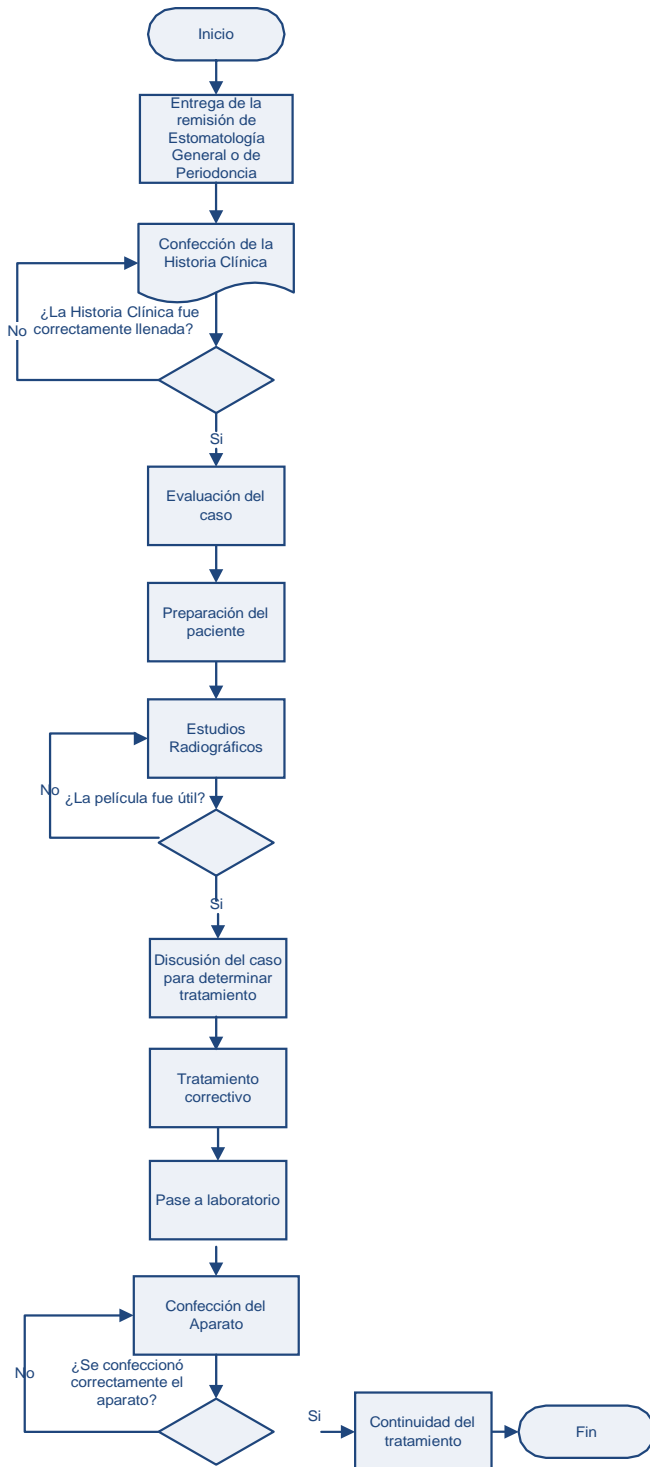 Inicio
Entrega de la
remisión de
Estomatología
General o de
Periodoncia
Confección de la
Historia Clínica
¿La Historia Clínica fue
correctamente llenada?
No
Si
Evaluación del
caso
Preparación del
paciente
Estudios
Radiográficos
No
¿La película fue útil?
Si
Discusión del caso
para determinar
tratamiento
Tratamiento
correctivo
Pase a laboratorio
Confección del
Aparato
¿Se confeccionó
correctamente el
aparato?
No
Si
Continuidad del
tratamiento
Fin